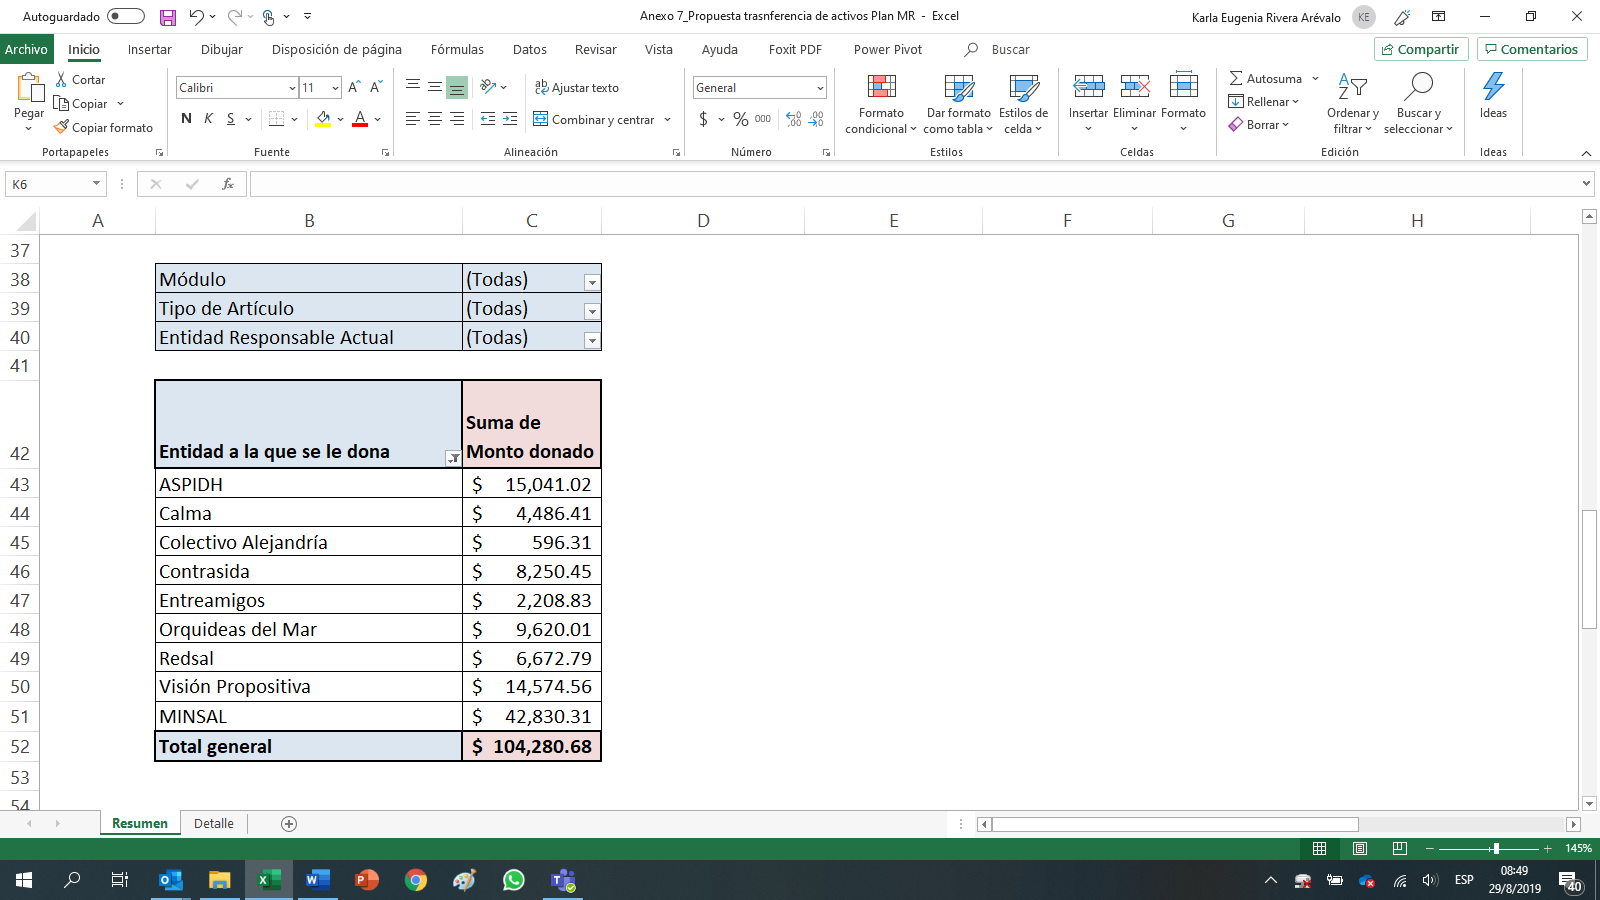 Autoguardado
Anexo 7_Propuesta trasnferencia de activos Plan MR - Excel
Karla Eugenia Rivera Arévalo KE
Archivo Inicio Insertar Dibujar Disposición de página Fórmulas Datos Revisar Vista Ayuda Foxit PDF Power Pivot Buscar Compartir Comentarios
Pegar
Cortar
Copiar
Copiar formato
Portapapeles
Calibri 11
N K S
Fuente
Ajustar texto
Combinar y centrar
Alineación
General
$ % 000
Número
Formato condicional
Dar formato como tabla
Estilos de celda
Estilos
Insertar Eliminar Formato
Celdas
Autosuma
Rellenar
Borrar
Ordenar y filtrar
Buscar y seleccionar
Edición
Ideas
Ideas
K6 fx
A B C D E F G H
37
38 Módulo (Todas)
39 Tipo de Artículo (Todas)
40 Entidad Responsable Actual (Todas)
41
42 Entidad a la que se le dona Suma de Monto donado
43 ASPIDH $ 15,041.02
44 Calma $ 4,486.41
45 Colectivo Alejandría $ 596.31
46 Contrasida $ 8,250.45
47 Entreamigos $ 2,208.83
48 Orquideas del Mar $ 9,620.01
49 Redsal $ 6,672.79
50 Visión Propositiva $ 14,574.56
51 MINSAL $ 42,830.31
52 Total general $ 104,280.68
53
54
Resumen Detalle
145%
ESP
08:49
29/8/2019
40